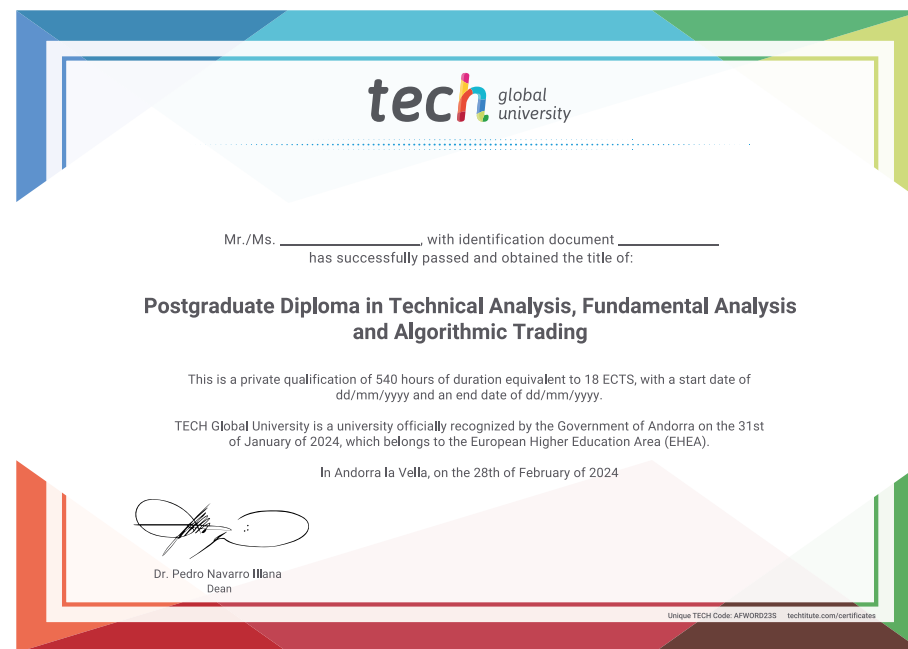 tech global university
Mr./Ms. ______________, with identification document __________
has successfully passed and obtained the title of:
Postgraduate Diploma in Technical Analysis, Fundamental Analysis
and Algorithmic Trading
This is a private qualification of 540 hours of duration equivalent to 18 ECTS, with a start date of
dd/mm/yyyy and an end date of dd/mm/yyyy.
TECH Global University is a university officially recognized by the Government of Andorra on the 31st
of January of 2024, which belongs to the European Higher Education Area (EHEA).
In Andorra la Vella, on the 28th of February of 2024
Dr. Pedro Navarro Illana
Dean
Unique TECH Code: AFWORD23S techtitute.com/certificates